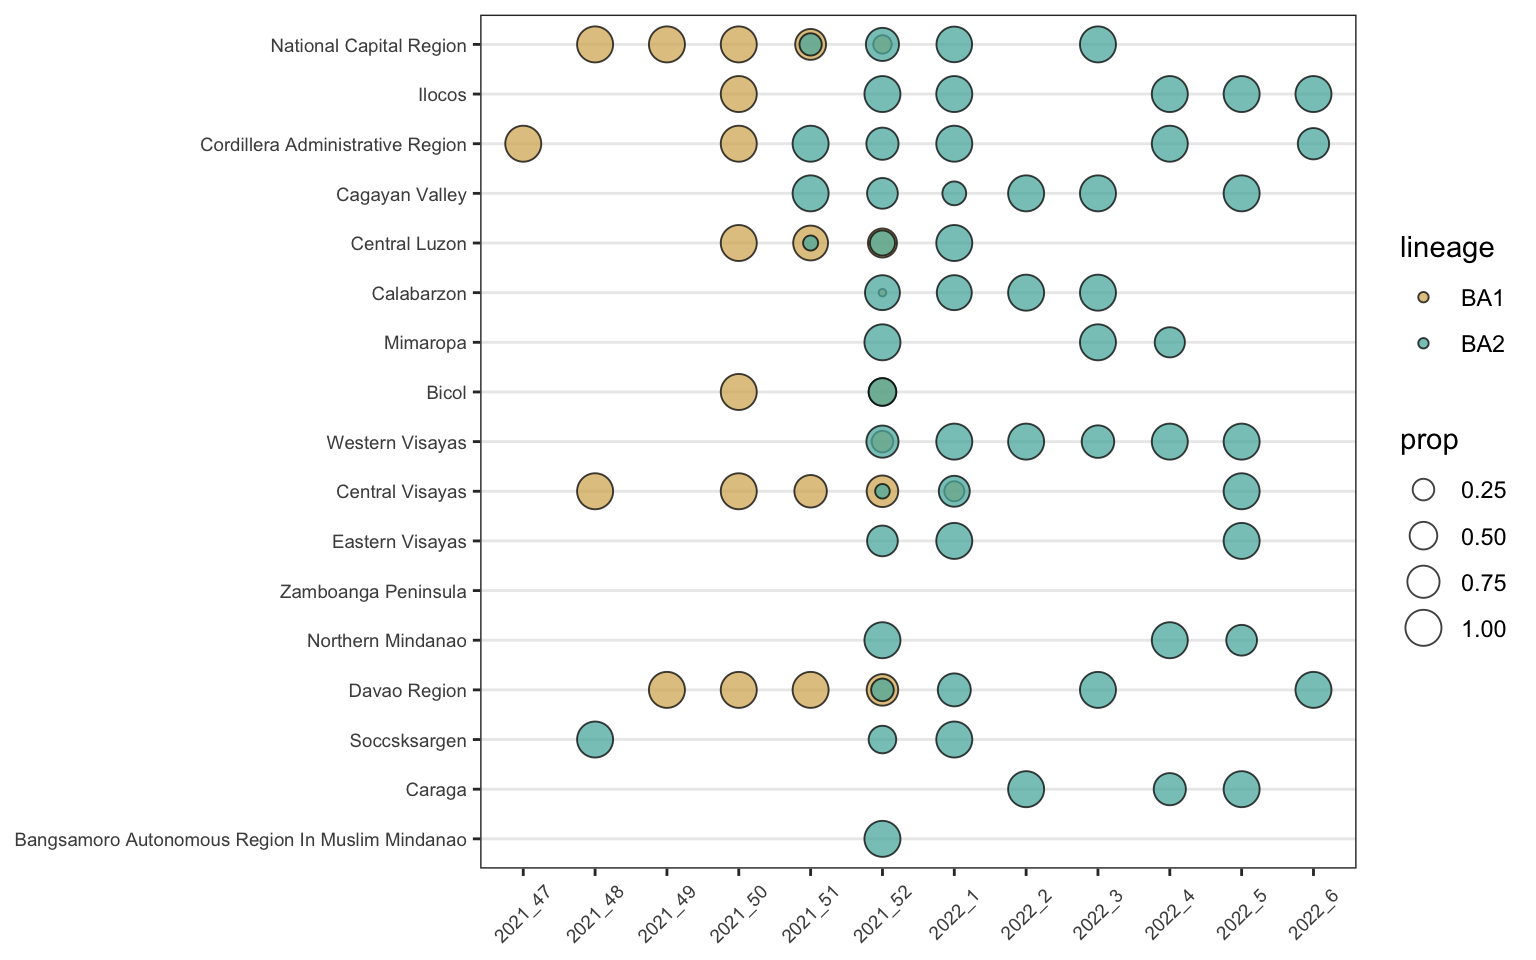 National Capital Region
Ilocos
Cordillera Administrative Region
Cagayan Valley
Central Luzon
Calabarzon
Mimaropa
Bicol
Western Visayas
Central Visayas
Eastern Visayas
Zamboanga Peninsula
Northern Mindanao
Davao Region
Soccsksargen
Caraga
Bangsamoro Autonomous Region In Muslim Mindanao
2021_47
2021_48
2021_49
2021_50
2021_51
2021_52
2022_1
2022_2
2022_3
2022_4
2022_5
2022_6
lineage
BA1
BA2
prop
0.25
0.50
0.75
1.00